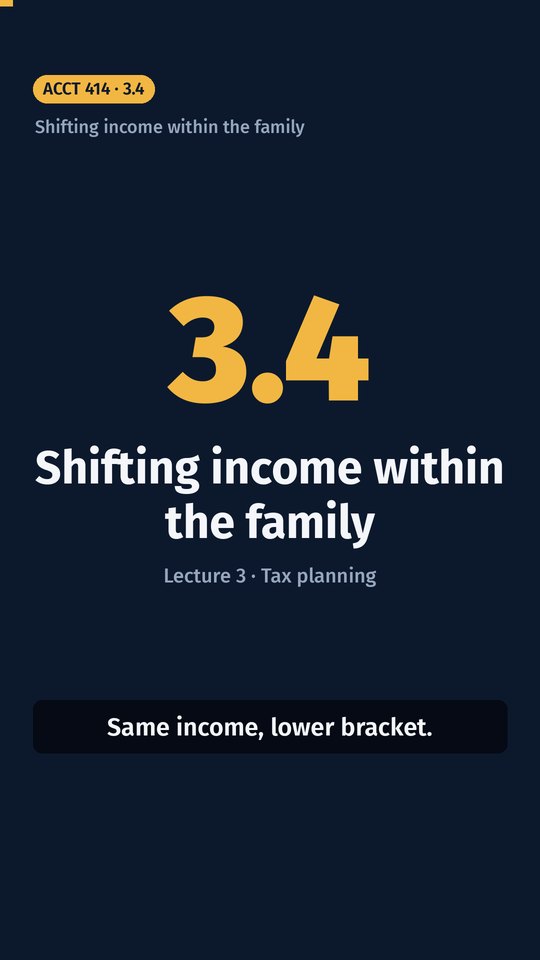 ACCT 414 · 3.4
Shifting income within the family
3.4
Shifting income within
the family
Lecture 3 · Tax planning
Same income, lower bracket.